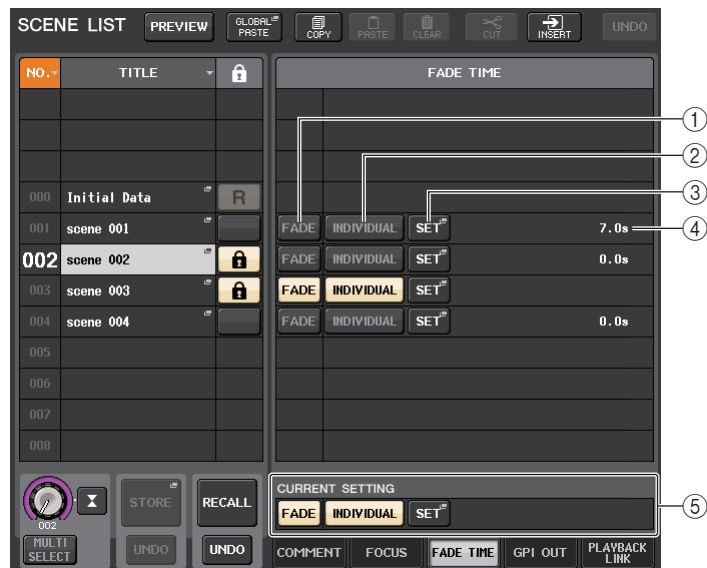 SCENE LIST PREVIEW GLOBAL PASTE COPY PASTE CLEAR CUT INSERT UNDO
NO. TITLE FADE TIME
①
②
000 Initial Data R ③
001 scene 001 FADE INDIVIDUAL SET 7.0s ④
002 scene 002 FADE INDIVIDUAL SET 0.0s
003 scene 003 FADE INDIVIDUAL SET
004 scene 004 FADE INDIVIDUAL SET 0.0s
005
006
007
008
CURRENT SETTING
002 STORE RECALL FADE INDIVIDUAL SET ⑤
MULTI SELECT UNDO UNDO COMMENT FOCUS FADE TIME GPI OUT PLAYBACK LINK